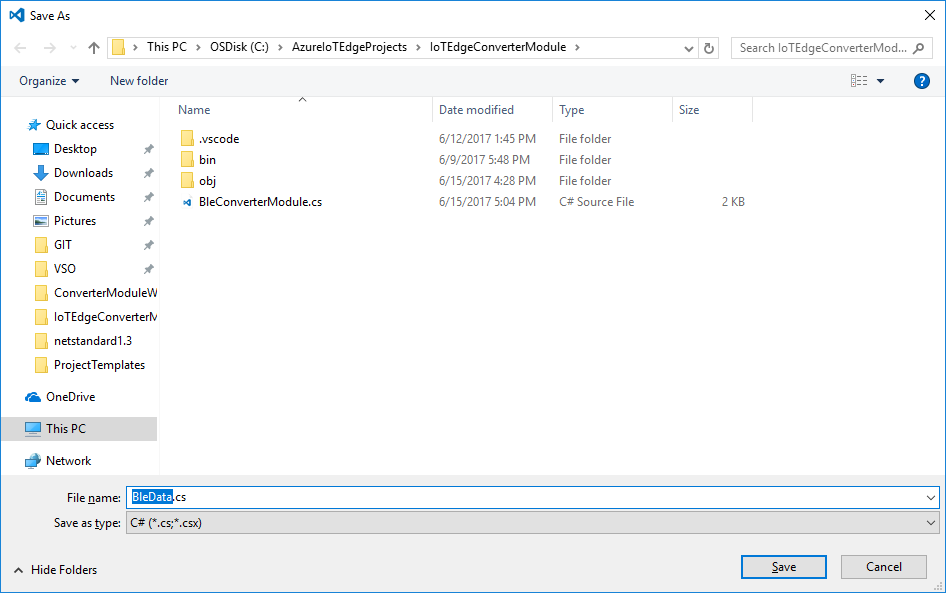 Save As
This PC > OSDisk (C:) > AzureIoTEdgeProjects > IoTEdgeConverterModule >
Search IoTEdgeConverterMod...
Organize
New folder
?
Name
Date modified
Type
Size
.vscode 6/12/2017 1:45 PM File folder
bin 6/9/2017 5:48 PM File folder
obj 6/15/2017 4:28 PM File folder
BleConverterModule.cs 6/15/2017 5:04 PM C# Source File 2 KB
Quick access
Desktop
Downloads
Documents
Pictures
GIT
VSO
ConverterModuleW
IoTEdgeConverterM
netstandard1.3
ProjectTemplates
OneDrive
This PC
Network
File name: BleData.cs
Save as type: C# (*.cs;*.csx)
Hide Folders
Save
Cancel